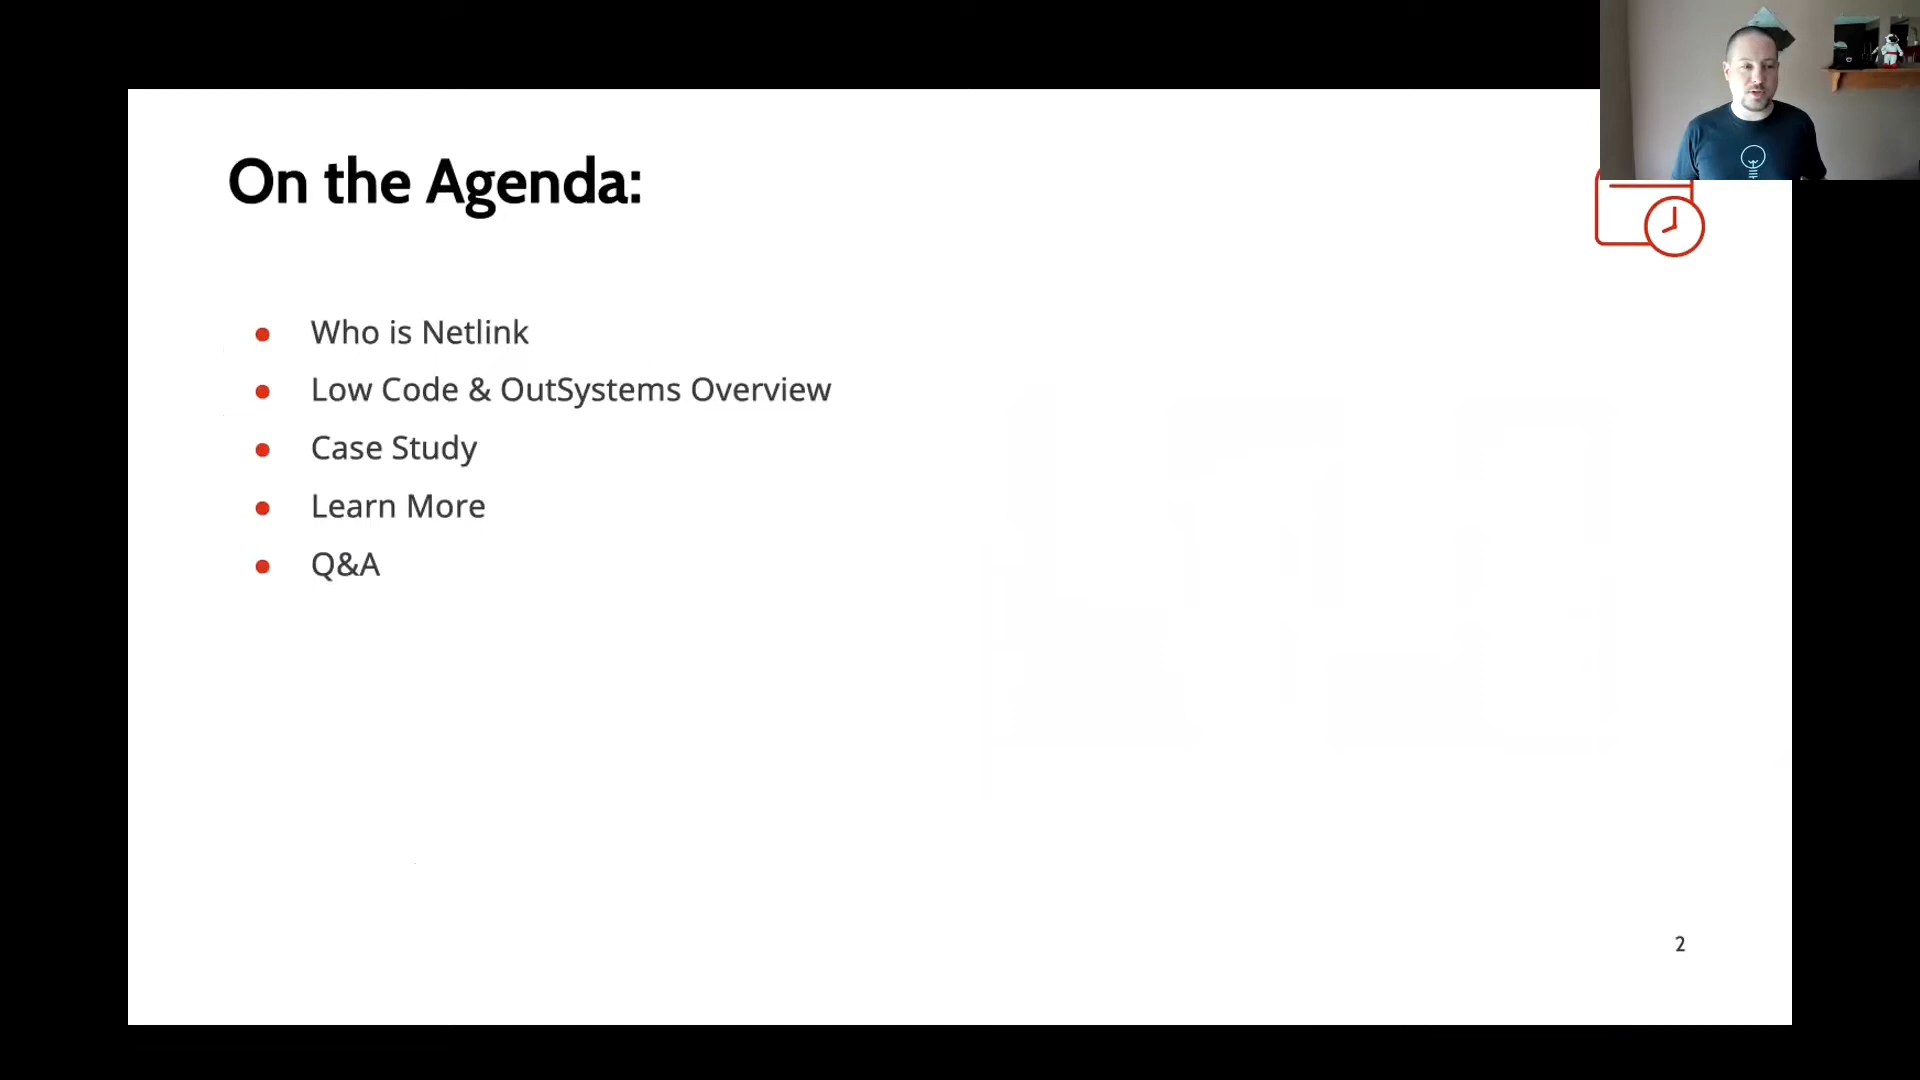 On the Agenda:
Who is Netlink
Low Code & OutSystems Overview
Case Study
Learn More
Q&A
2